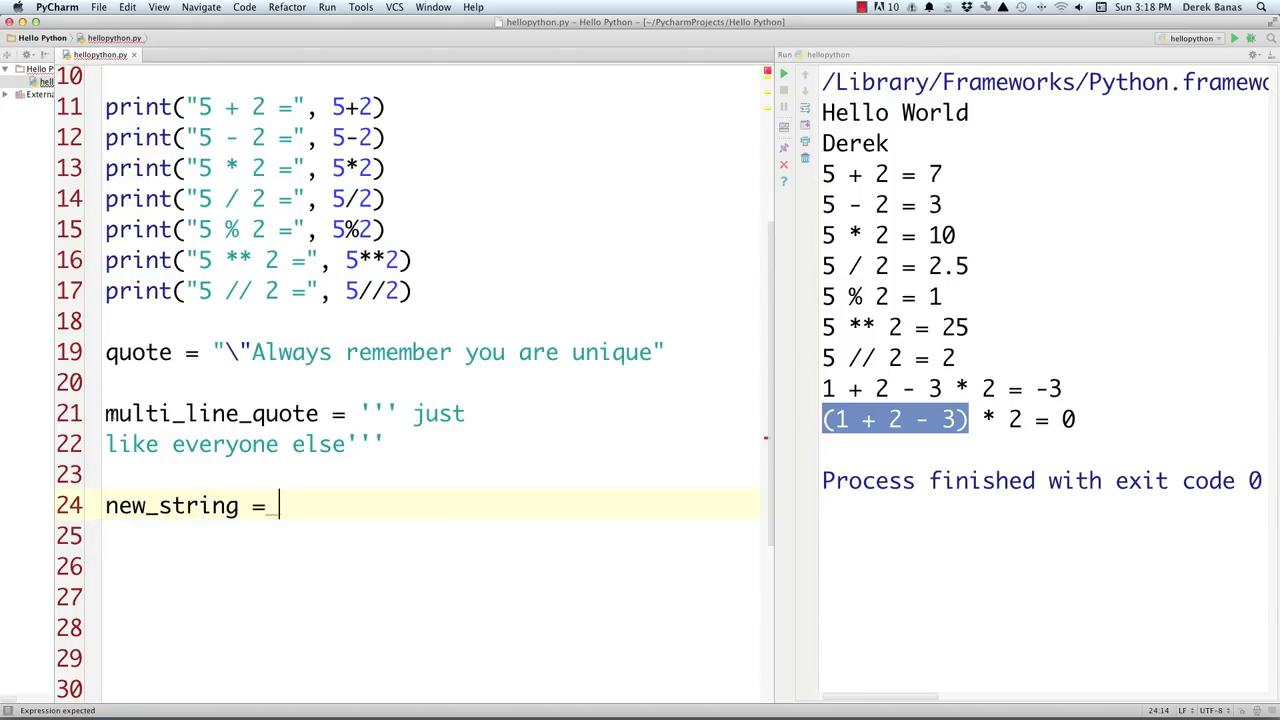 PyCharm File Edit View Navigate Code Refactor Run Tools VCS Window Help
10 Sun 3:18 PM Derek Banas
hellopython.py – Hello Python – [~/PycharmProjects/Hello Python]
Hello Python hellopython.py
hellopython
hellopython.py ×
Run hellopython
Hello P
hell
Extern
10
11 print("5 + 2 =", 5+2)
12 print("5 - 2 =", 5-2)
13 print("5 * 2 =", 5*2)
14 print("5 / 2 =", 5/2)
15 print("5 % 2 =", 5%2)
16 print("5 ** 2 =", 5**2)
17 print("5 // 2 =", 5//2)
18
19 quote = "\"Always remember you are unique"
20
21 multi_line_quote = ''' just
22 like everyone else'''
23
24 new_string =
25
26
27
28
29
30
/Library/Frameworks/Python.framewo
Hello World
Derek
5 + 2 = 7
5 - 2 = 3
5 * 2 = 10
5 / 2 = 2.5
5 % 2 = 1
5 ** 2 = 25
5 // 2 = 2
1 + 2 - 3 * 2 = -3
(1 + 2 - 3) * 2 = 0
Process finished with exit code 0
Expression expected
24:14 LF UTF-8